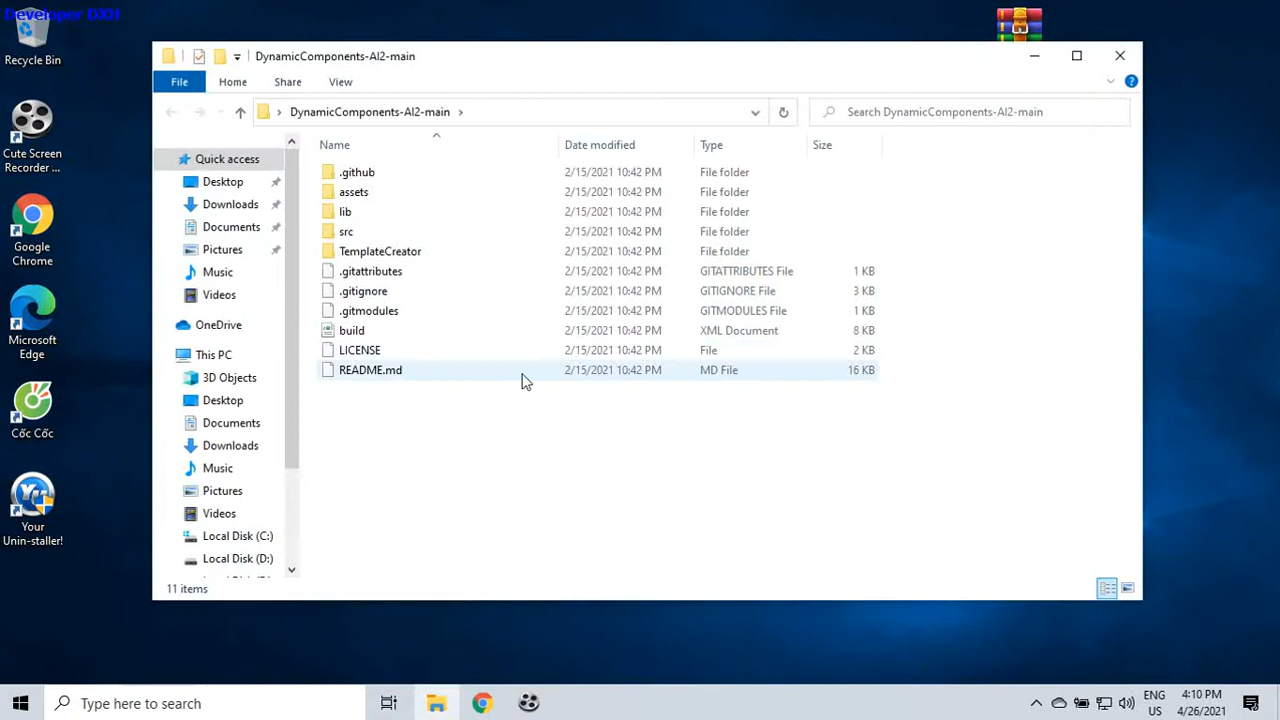 Developer DXH
Recycle Bin
Cute Screen
Recorder ...
Google
Chrome
Microsoft
Edge
Cốc Cốc
Your
Unin-staller!
DynamicComponents-AI2-main
File
Home
Share
View
DynamicComponents-AI2-main
Search DynamicComponents-AI2-main
Quick access
Desktop
Downloads
Documents
Pictures
Music
Videos
OneDrive
This PC
3D Objects
Desktop
Documents
Downloads
Music
Pictures
Videos
Local Disk (C:)
Local Disk (D:)
Name Date modified Type Size
.github 2/15/2021 10:42 PM File folder
assets 2/15/2021 10:42 PM File folder
lib 2/15/2021 10:42 PM File folder
src 2/15/2021 10:42 PM File folder
TemplateCreator 2/15/2021 10:42 PM File folder
.gitattributes 2/15/2021 10:42 PM GITATTRIBUTES File 1 KB
.gitignore 2/15/2021 10:42 PM GITIGNORE File 3 KB
.gitmodules 2/15/2021 10:42 PM GITMODULES File 1 KB
build 2/15/2021 10:42 PM XML Document 8 KB
LICENSE 2/15/2021 10:42 PM File 2 KB
README.md 2/15/2021 10:42 PM MD File 16 KB
11 items
Type here to search
ENG
US
4:10 PM
4/26/2021